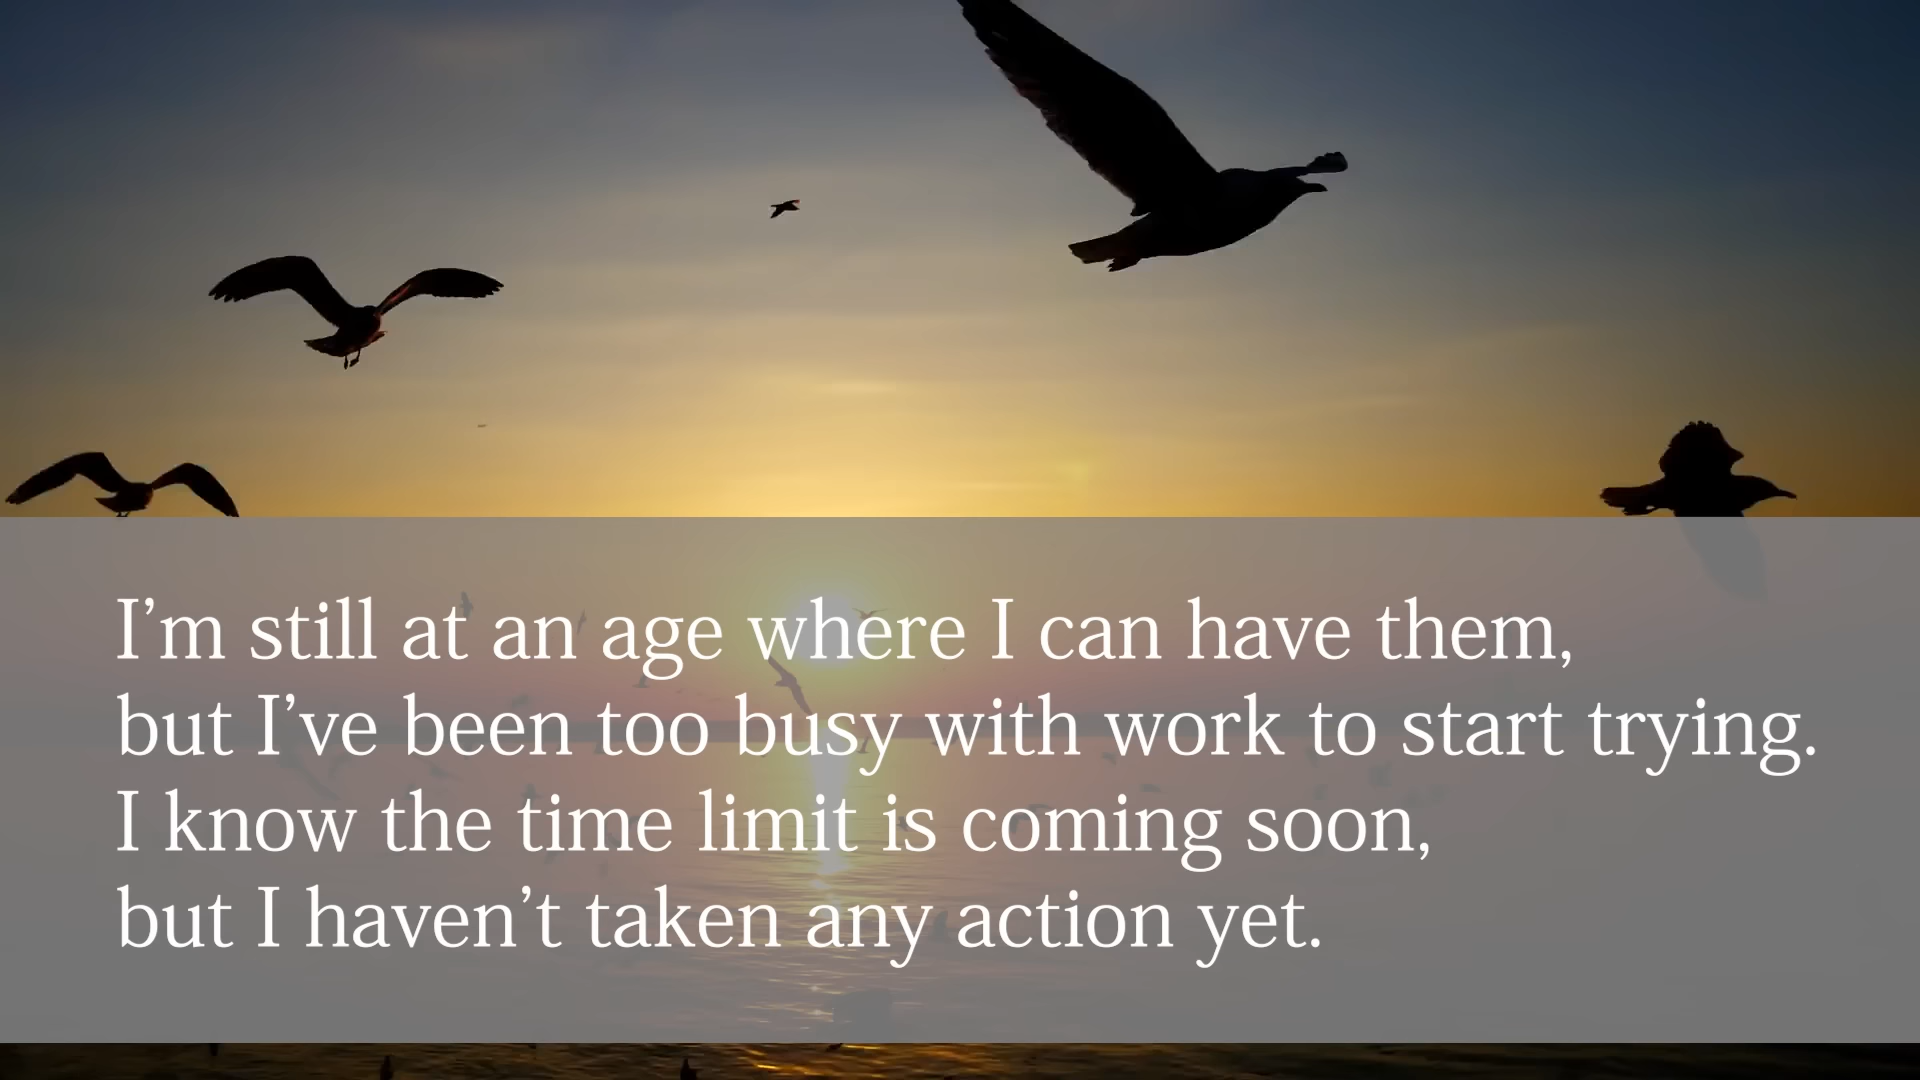 I’m still at an age where I can have them,
but I’ve been too busy with work to start trying.
I know the time limit is coming soon,
but I haven’t taken any action yet.